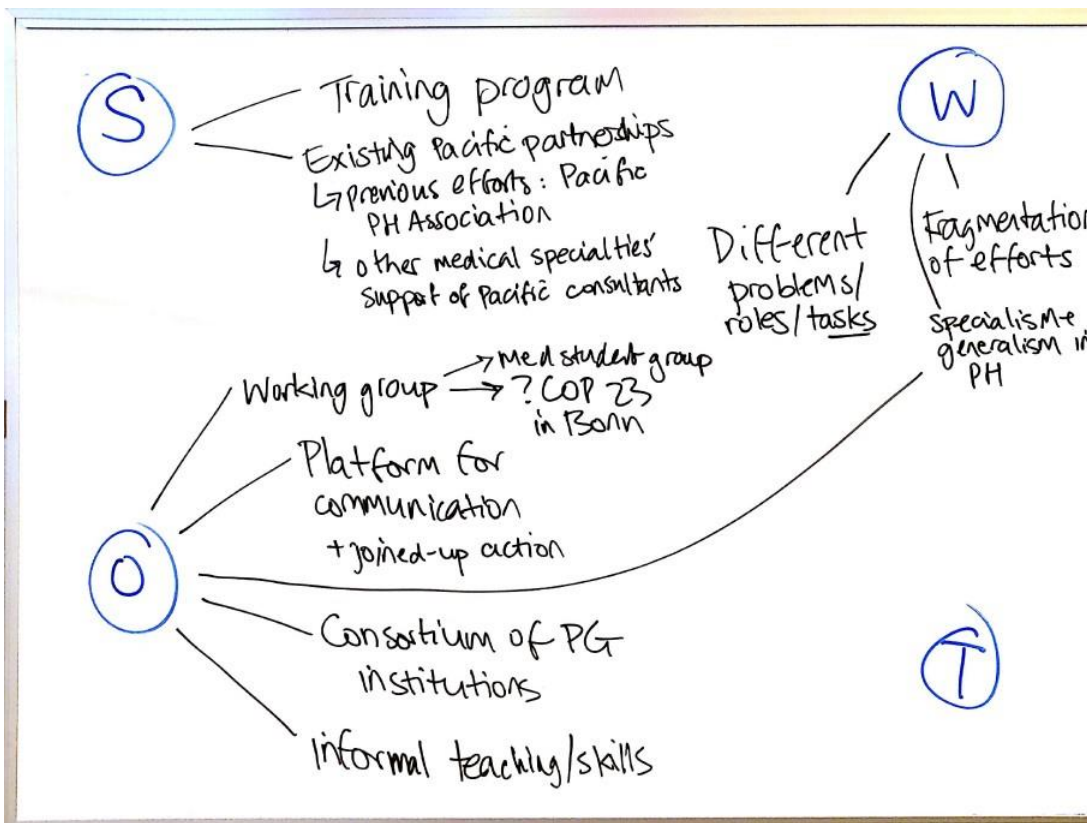 S
Training program
Existing Pacific partnerships
↳ previous efforts: Pacific
PH Association
↳ other medical specialties'
support of Pacific consultants
W
Different
problems/
roles/tasks
Fragmentation
of efforts
specialism +
generalism in
PH
O
Working group → Med student group
→ ? COP 23
in Bonn
Platform for
communication
+ joined-up action
Consortium of PG
institutions
Informal teaching/skills
T